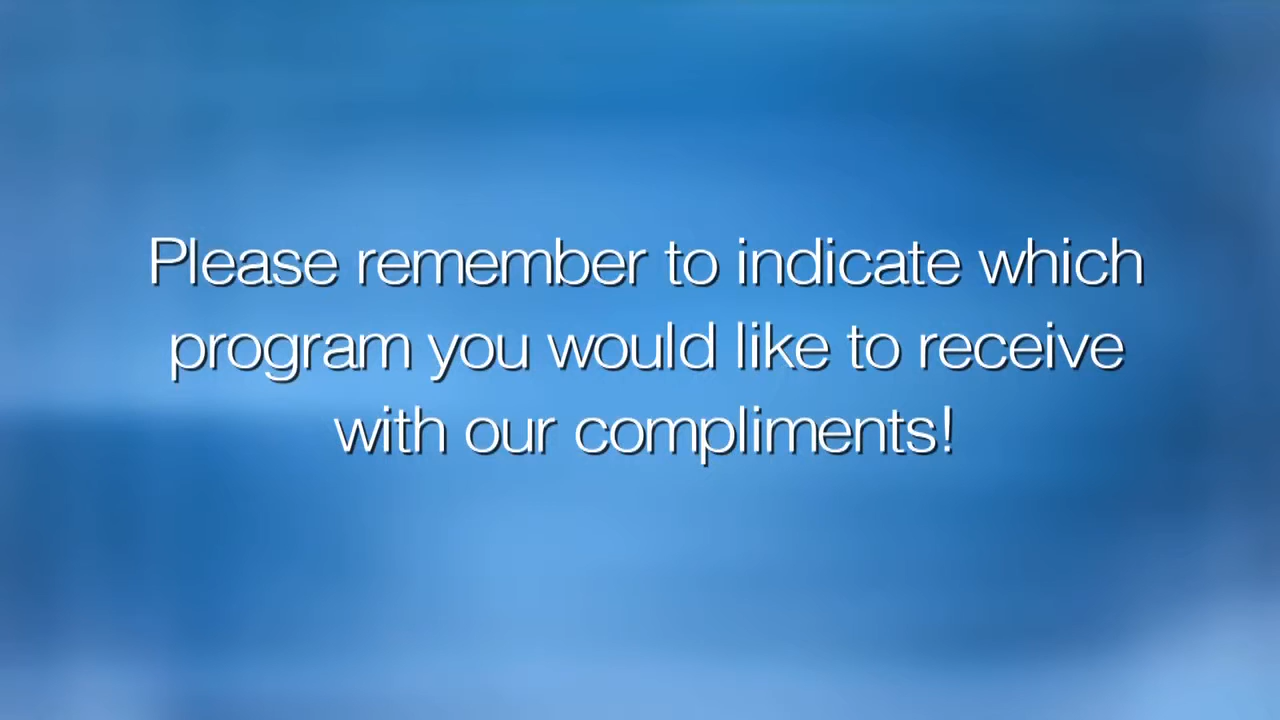 Please remember to indicate which
program you would like to receive
with our compliments!